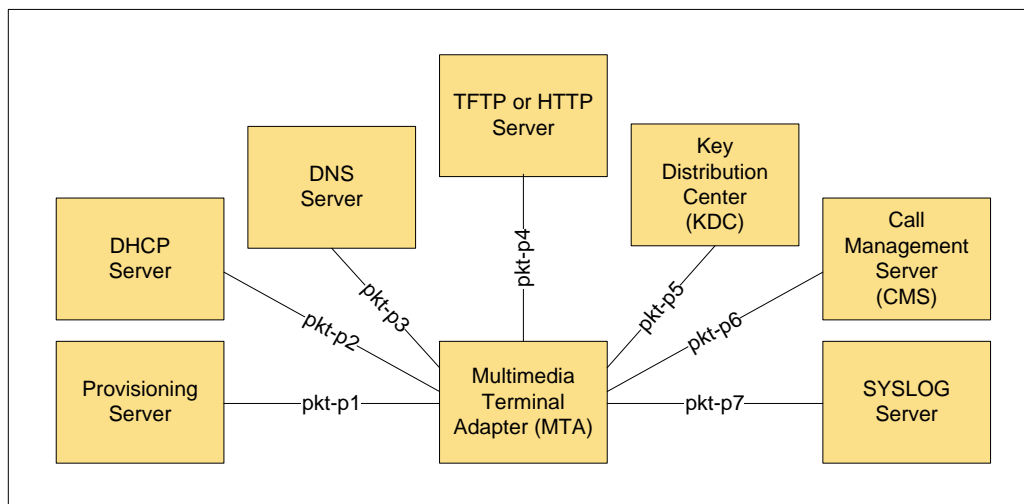 TFTP or HTTP
Server
DNS
Server
Key
Distribution
Center
(KDC)
DHCP
Server
Call
Management
Server
(CMS)
pkt-p4
pkt-p3
pkt-p5
pkt-p2
pkt-p6
Provisioning
Server
pkt-p1
Multimedia
Terminal
Adapter (MTA)
pkt-p7
SYSLOG
Server